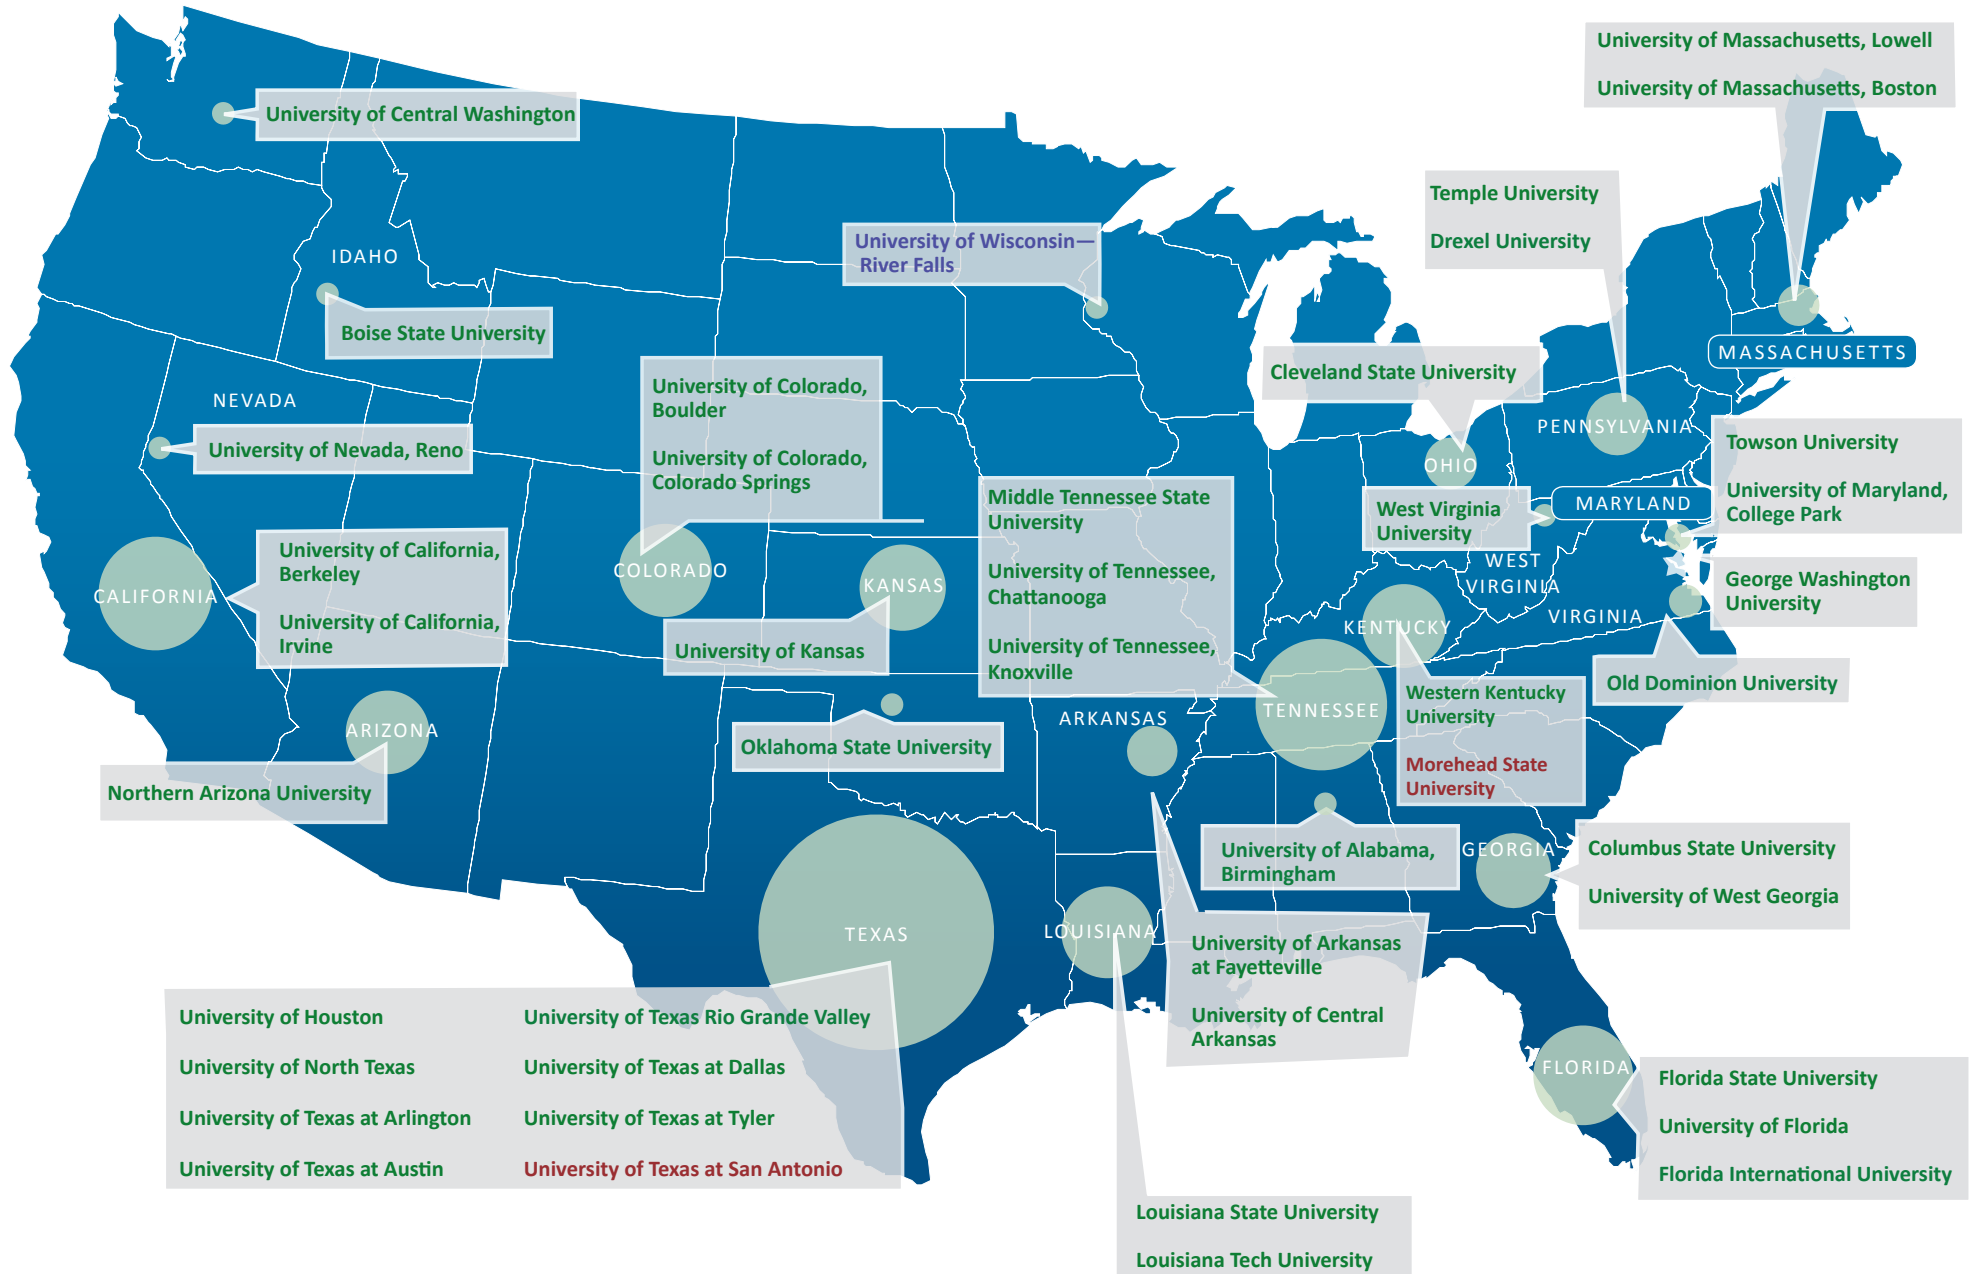 University of Massachusetts, Lowell
University of Massachusetts, Boston
University of Central Washington
Temple University
Drexel University
University of Wisconsin—
River Falls
IDAHO
Boise State University
MASSACHUSETTS
Cleveland State University
University of Colorado,
Boulder
University of Colorado,
Colorado Springs
NEVADA
University of Nevada, Reno
PENNSYLVANIA
OHIO
Towson University
University of Maryland,
College Park
MARYLAND
West Virginia
University
Middle Tennessee State
University
University of Tennessee,
Chattanooga
University of Tennessee,
Knoxville
University of California,
Berkeley
University of California,
Irvine
CALIFORNIA
COLORADO
KANSAS
WEST
VIRGINIA
VIRGINIA
George Washington
University
KENTUCKY
University of Kansas
Old Dominion University
Western Kentucky
University
Morehead State
University
TENNESSEE
ARKANSAS
ARIZONA
Oklahoma State University
Northern Arizona University
University of Alabama,
Birmingham
GEORGIA
Columbus State University
University of West Georgia
TEXAS
LOUISIANA
University of Arkansas
at Fayetteville
University of Central
Arkansas
University of Houston
University of North Texas
University of Texas at Arlington
University of Texas at Austin
University of Texas Rio Grande Valley
University of Texas at Dallas
University of Texas at Tyler
University of Texas at San Antonio
FLORIDA
Florida State University
University of Florida
Florida International University
Louisiana State University
Louisiana Tech University